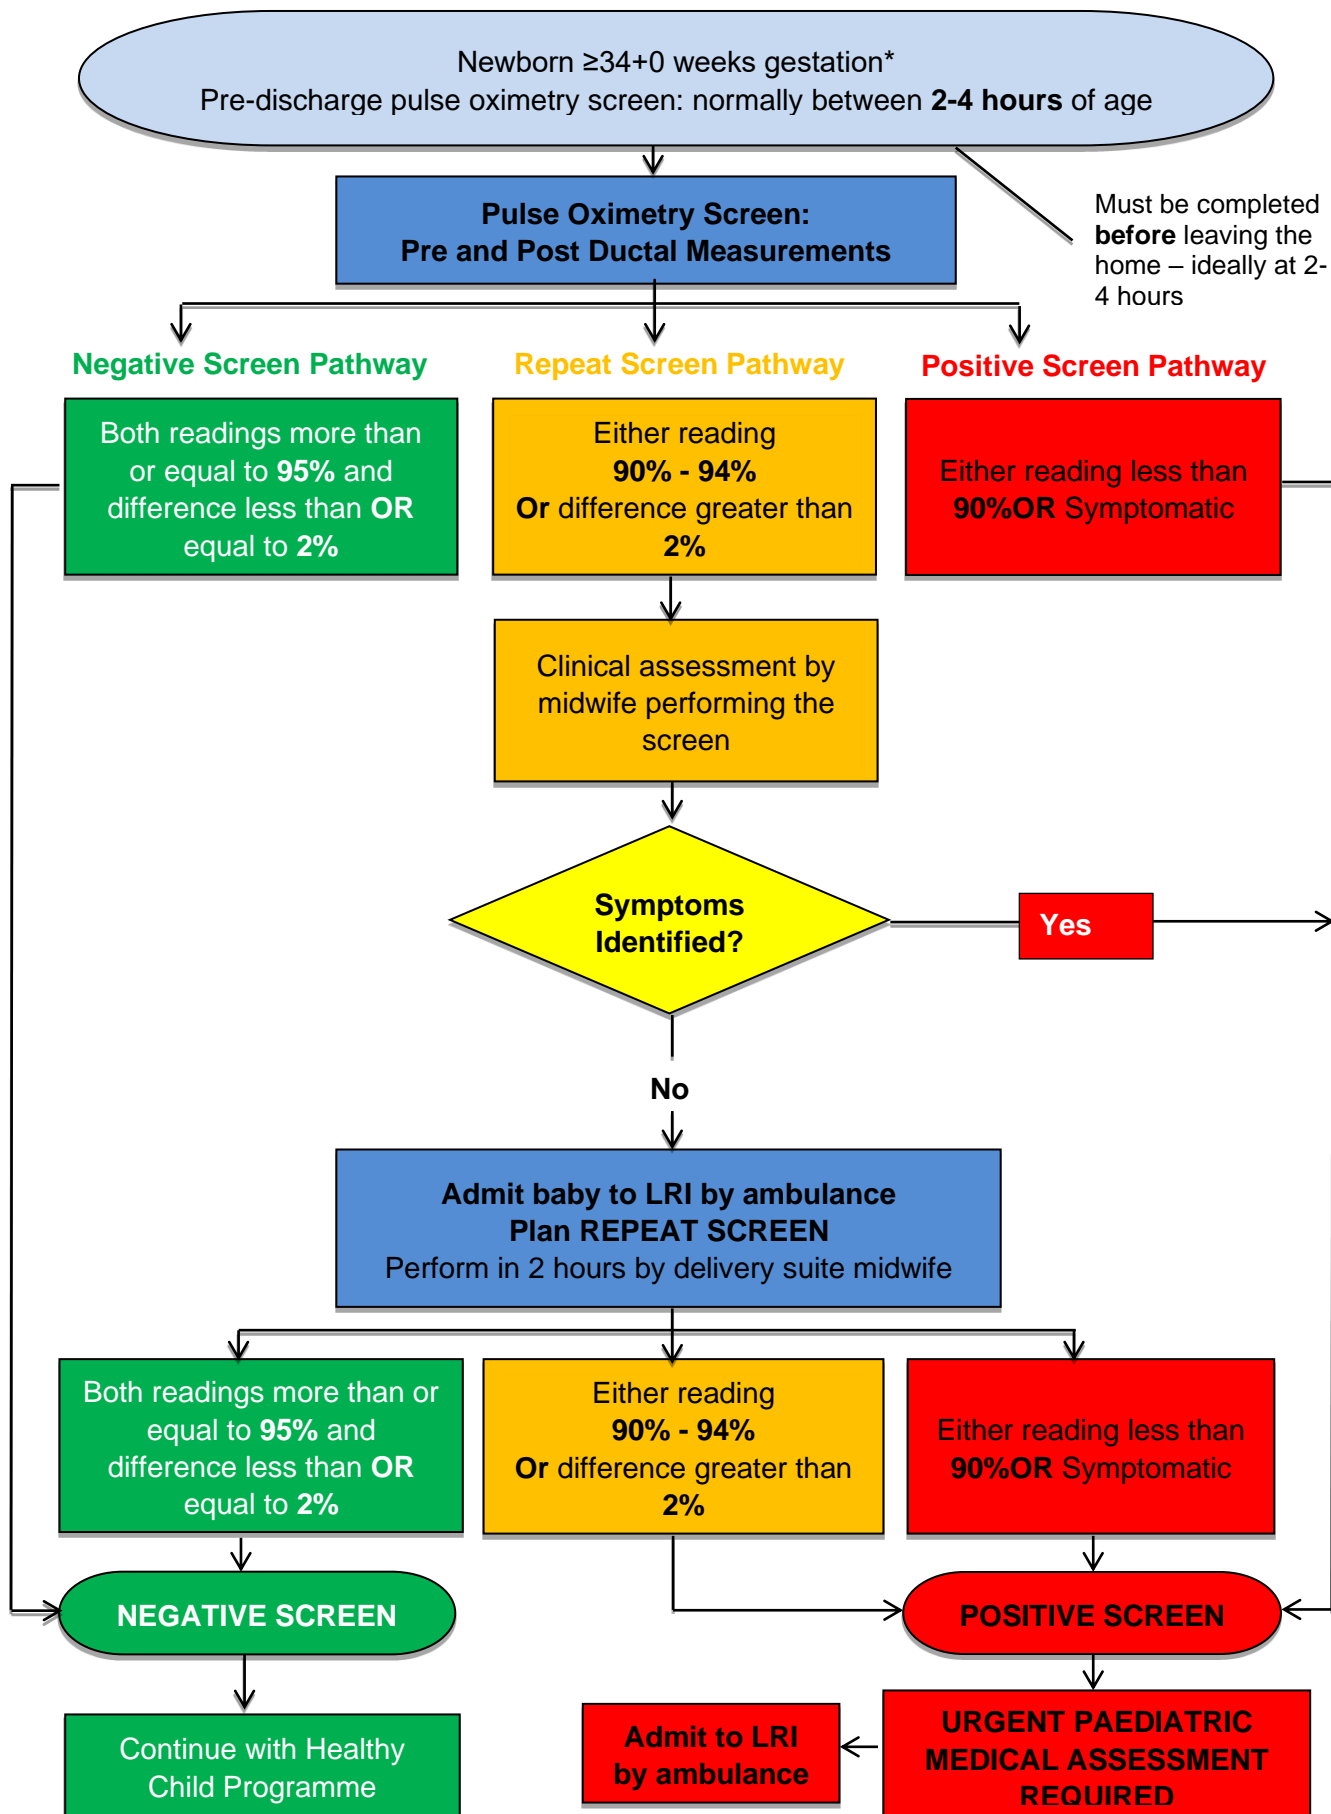 Newborn ≥34+0 weeks gestation*
Pre-discharge pulse oximetry screen: normally between 2-4 hours of age
Pulse Oximetry Screen:
Pre and Post Ductal Measurements
Must be completed
before leaving the
home – ideally at 2-
4 hours
Negative Screen Pathway
Repeat Screen Pathway
Positive Screen Pathway
Both readings more than
or equal to 95% and
difference less than OR
equal to 2%
Either reading
90% - 94%
Or difference greater than
2%
Either reading less than
90%OR Symptomatic
Clinical assessment by
midwife performing the
screen
Symptoms
Identified?
Yes
No
Admit baby to LRI by ambulance
Plan REPEAT SCREEN
Perform in 2 hours by delivery suite midwife
Both readings more than or
equal to 95% and
difference less than OR
equal to 2%
Either reading
90% - 94%
Or difference greater than
2%
Either reading less than
90%OR Symptomatic
NEGATIVE SCREEN
POSITIVE SCREEN
Continue with Healthy
Child Programme
Admit to LRI
by ambulance
URGENT PAEDIATRIC
MEDICAL ASSESSMENT
REQUIRED